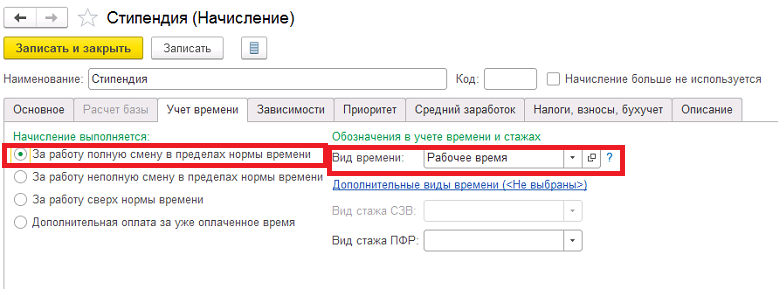 Стипендия (Начисление)
Записать и закрыть Записать
Наименование: Стипендия Код: Начисление больше не используется
Основное Расчет базы Учет времени Зависимости Приоритет Средний заработок Налоги, взносы, бухучет Описание
Начисление выполняется: Обозначения в учете времени и стажах
За работу полную смену в пределах нормы времени Вид времени: Рабочее время ?
За работу неполную смену в пределах нормы времени Дополнительные виды времени (<Не выбраны>)
За работу сверх нормы времени Вид стажа СЗВ:
Дополнительная оплата за уже оплаченное время
Вид стажа ПФР: